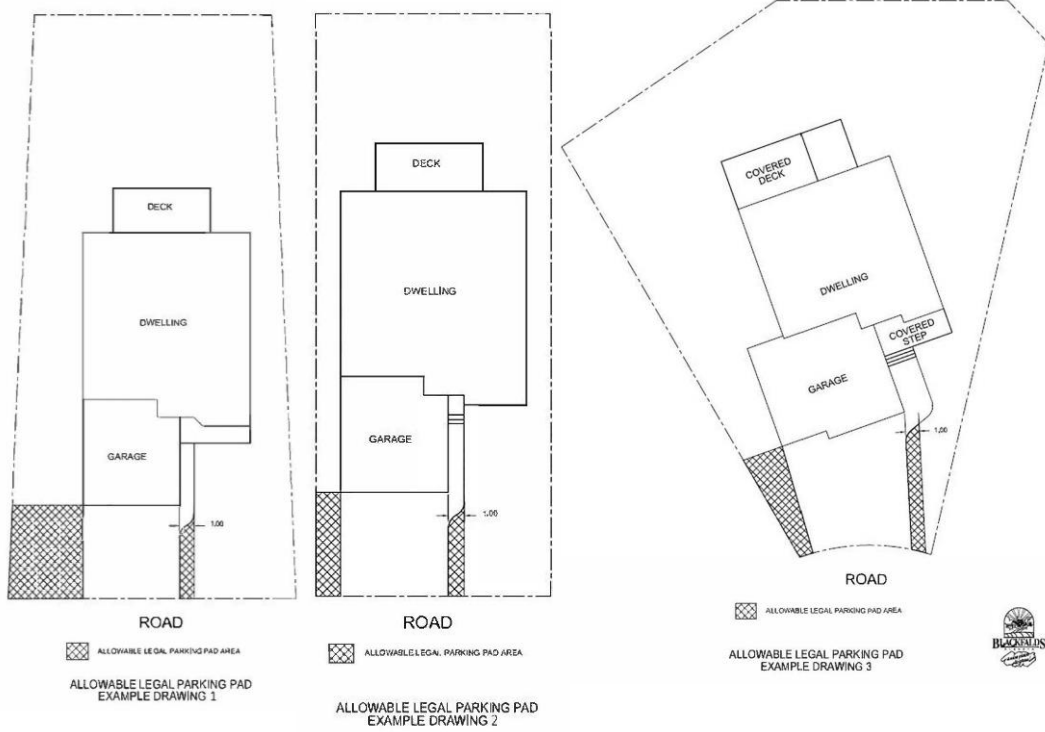 DECK
DWELLING
GARAGE
1.00
ROAD
ALLOWABLE LEGAL PARKING PAD AREA
ALLOWABLE LEGAL PARKING PAD
EXAMPLE DRAWING 1
DECK
DWELLING
GARAGE
1.00
ROAD
ALLOWABLE LEGAL PARKING PAD AREA
ALLOWABLE LEGAL PARKING PAD
EXAMPLE DRAWING 2
COVERED
DECK
DWELLING
COVERED
STEP
GARAGE
1.00
ROAD
ALLOWABLE LEGAL PARKING PAD AREA
ALLOWABLE LEGAL PARKING PAD
EXAMPLE DRAWING 3
BLACKFALDS